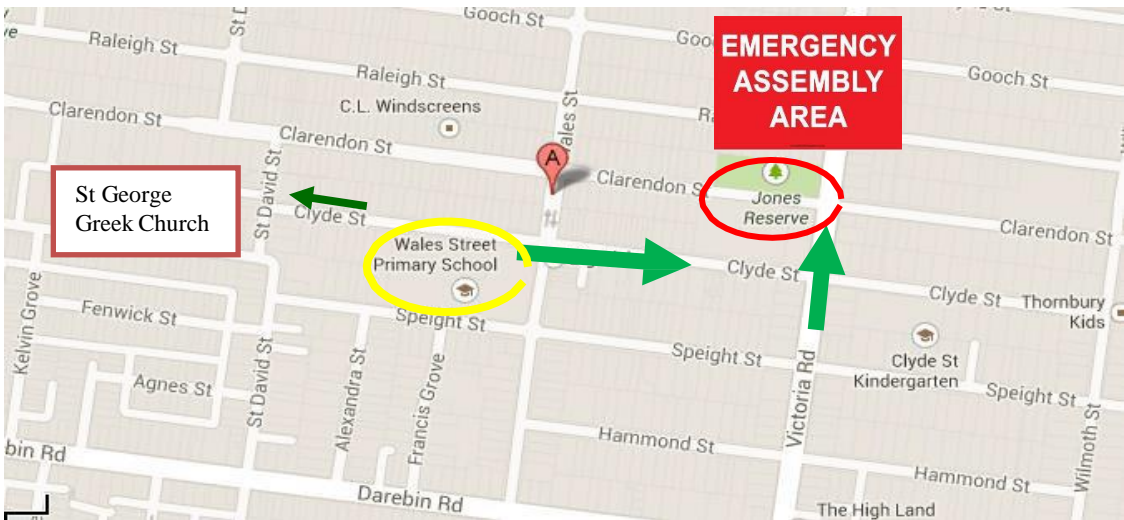 Gooch St
St D
ve
Raleigh St
Raleigh St
C.L. Windscreens
Clarendon St
Clarendon St
ales St
A
Goo
EMERGENCY
ASSEMBLY
AREA
Gooch St
Clarendon St
Jones
Reserve
Clarendon St
St George
Greek Church
St David St
Clyde St
Wales Street
Primary School
Clyde St
Clyde St
Thornbury
Kids
Kelvin Grove
Fenwick St
Speight St
Speight St
Clyde St
Kindergarten
Speight St
Agnes St
St David St
Alexandra St
Francis Grove
Victoria Rd
Wilmoth St
Hammond St
Hammond St
bin Rd
Darebin Rd
The High Land